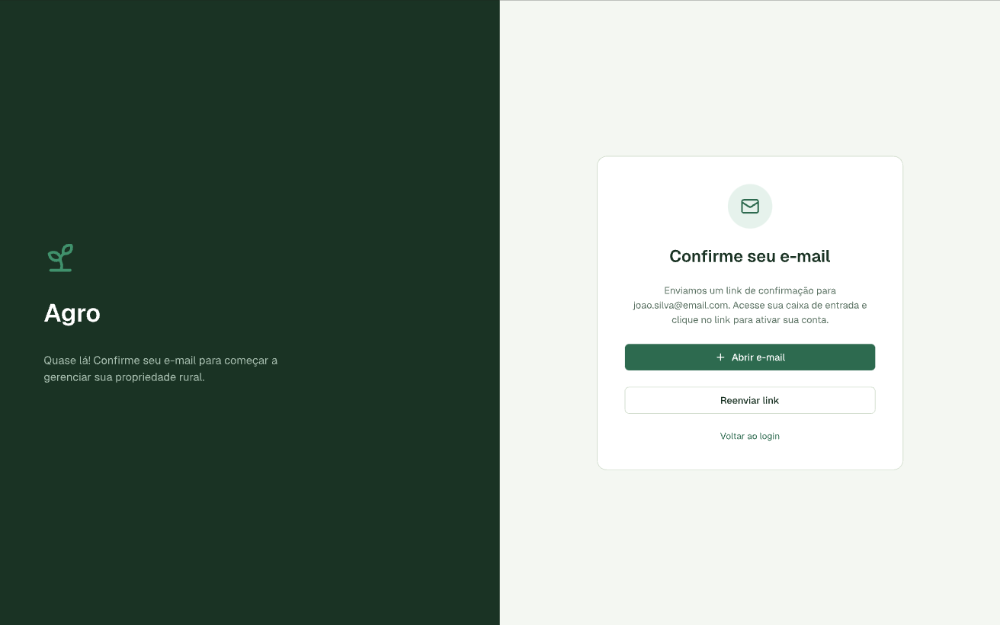 Agro
Quase lá! Confirme seu e-mail para começar a
gerenciar sua propriedade rural.
Confirme seu e-mail
Enviamos um link de confirmação para
joao.silva@email.com. Acesse sua caixa de entrada e
clique no link para ativar sua conta.
Abrir e-mail
Reenviar link
Voltar ao login